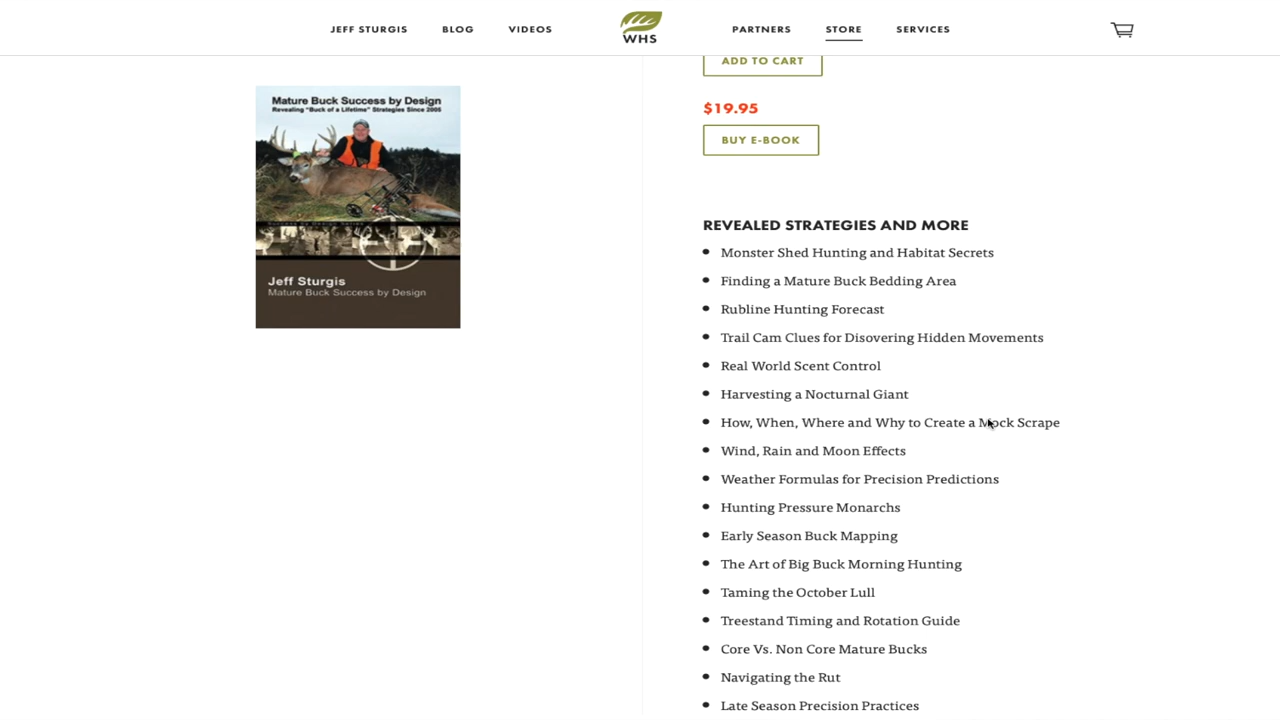 JEFF STURGIS BLOG VIDEOS WHS PARTNERS STORE SERVICES
ADD TO CART
$19.95
BUY E-BOOK
Mature Buck Success by Design
Revealing "Buck of a Lifetime" Strategies Since 2005
Jeff Sturgis
Mature Buck Success by Design
REVEALED STRATEGIES AND MORE
Monster Shed Hunting and Habitat Secrets
Finding a Mature Buck Bedding Area
Rubline Hunting Forecast
Trail Cam Clues for Disovering Hidden Movements
Real World Scent Control
Harvesting a Nocturnal Giant
How, When, Where and Why to Create a Mock Scrape
Wind, Rain and Moon Effects
Weather Formulas for Precision Predictions
Hunting Pressure Monarchs
Early Season Buck Mapping
The Art of Big Buck Morning Hunting
Taming the October Lull
Treestand Timing and Rotation Guide
Core Vs. Non Core Mature Bucks
Navigating the Rut
Late Season Precision Practices